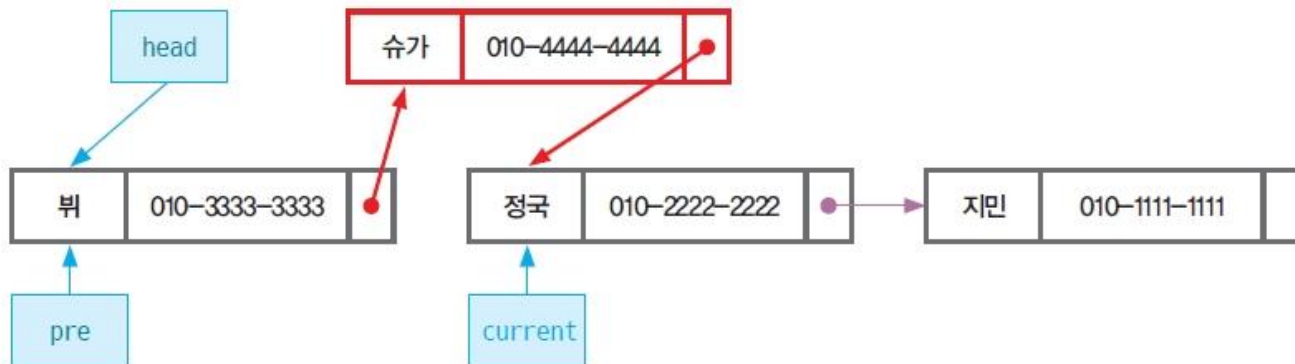 head
슈가 010-4444-4444
뷔 010-3333-3333
정국 010-2222-2222
지민 010-1111-1111
pre
current